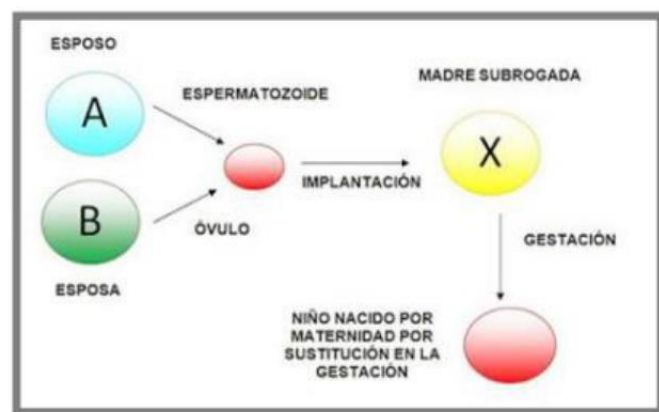 ESPOSO
A
ESPERMATOZOIDE
MADRE SUBROGADA
X
IMPLANTACIÓN
B
ÓVULO
ESPOSA
GESTACIÓN
NIÑO NACIDO POR
MATERNIDAD POR
SUSTITUCIÓN EN LA
GESTACIÓN